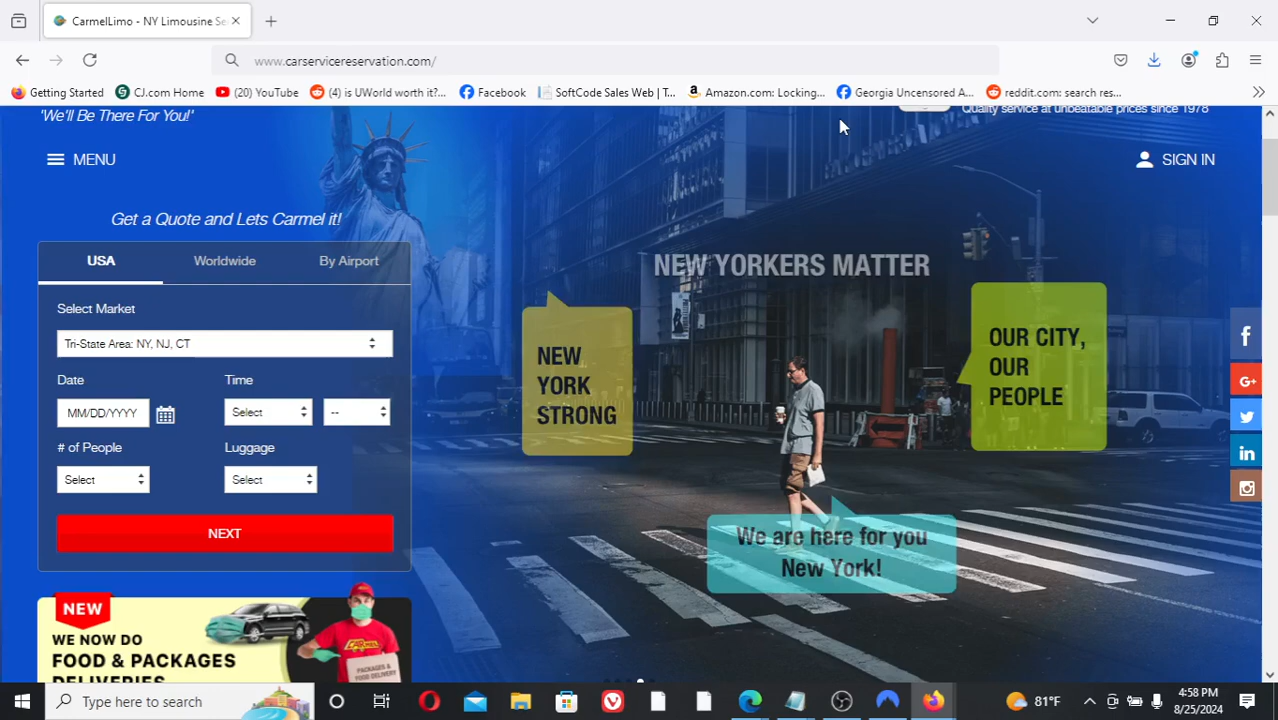 CarmelLimo - NY Limousine Se
www.carservicereservation.com/
Getting Started
CJ.com Home
(20) YouTube
(4) is UWorld worth it?...
Facebook
SoftCode Sales Web | T...
Amazon.com: Locking...
Georgia Uncensored A...
reddit.com: search res...
'We'll Be There For You!'
Quality service at unbeatable prices since 1978
MENU
SIGN IN
Get a Quote and Lets Carmel it!
USA
Worldwide
By Airport
Select Market
Tri-State Area: NY, NJ, CT
Date
Time
MM/DD/YYYY
Select
--
# of People
Luggage
Select
Select
NEXT
NEW YORKERS MATTER
NEW
YORK
STRONG
OUR CITY,
OUR
PEOPLE
We are here for you
New York!
NEW
WE NOW DO
FOOD & PACKAGES
DELIVERIES
CARMEL
PACKAGES &
FOOD DELIVERY
Type here to search
81°F
4:58 PM
8/25/2024